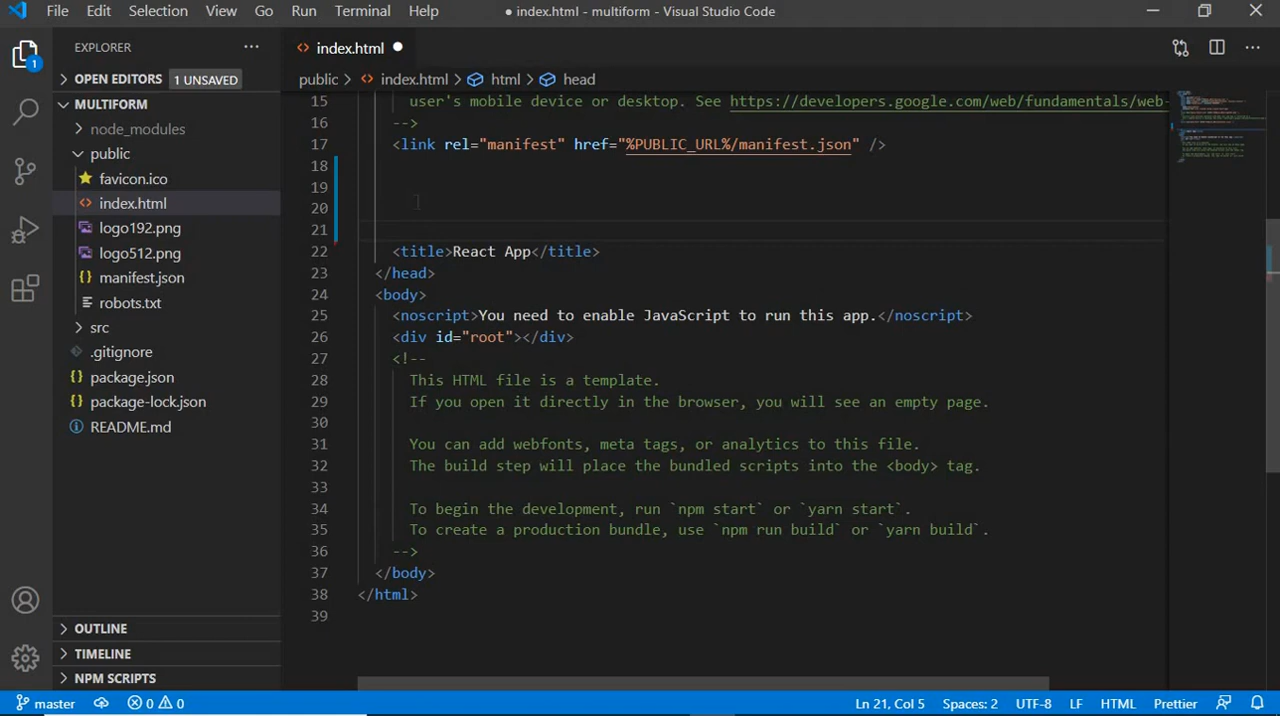 File Edit Selection View Go Run Terminal Help ● index.html - multiform - Visual Studio Code
EXPLORER
OPEN EDITORS 1 UNSAVED
MULTIFORM
node_modules
public
favicon.ico
index.html
logo192.png
logo512.png
manifest.json
robots.txt
src
.gitignore
package.json
package-lock.json
README.md
OUTLINE
TIMELINE
NPM SCRIPTS
1
index.html
public > index.html > html > head
15 user's mobile device or desktop. See https://developers.google.com/web/fundamentals/web-
16 -->
17 <link rel="manifest" href="%PUBLIC_URL%/manifest.json" />
18
19
20
21
22 <title>React App</title>
23 </head>
24 <body>
25 <noscript>You need to enable JavaScript to run this app.</noscript>
26 <div id="root"></div>
27 <!--
28 This HTML file is a template.
29 If you open it directly in the browser, you will see an empty page.
30
31 You can add webfonts, meta tags, or analytics to this file.
32 The build step will place the bundled scripts into the <body> tag.
33
34 To begin the development, run `npm start` or `yarn start`.
35 To create a production bundle, use `npm run build` or `yarn build`.
36 -->
37 </body>
38 </html>
39
master 0 0 Ln 21, Col 5 Spaces: 2 UTF-8 LF HTML Prettier